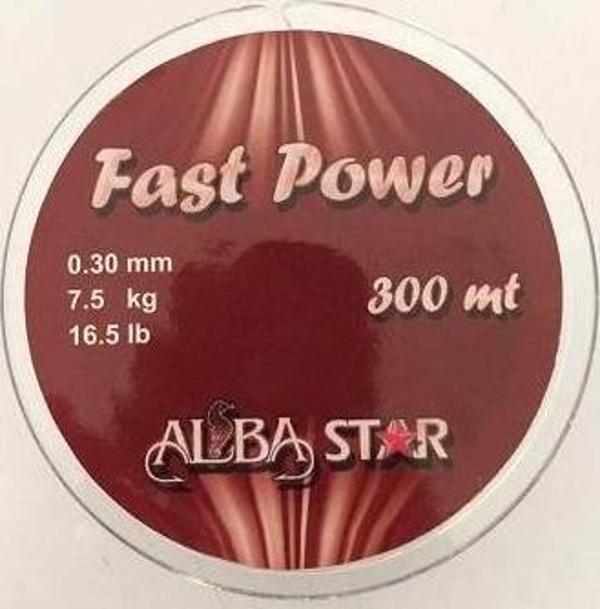 Fast Power
0.30 mm
7.5 kg
16.5 lb
300 mt
ALBA STAR